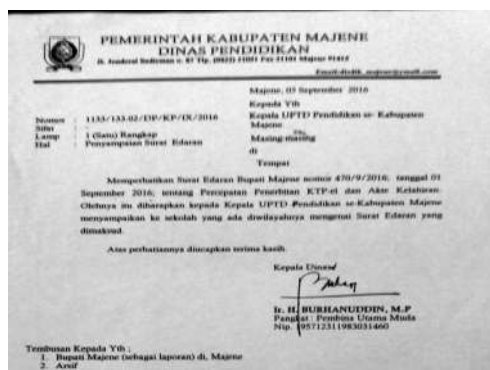 PEMERINTAH KABUPATEN MAJENE
DINAS PENDIDIKAN
Jl. Jenderal Sudirman
Majene, 05 September 2016
Kepada Yth
Nomor : 1133/133.02/DP/KP/IX/2016
Kepala UPTD Pendidikan se- Kabupaten
Sifat :
Majene
Lamp : 1 (Satu) Rangkap
Masing-masing
Hal : Penyampaian Surat Edaran
di
Tempat
Memperhatikan Surat Edaran Bupati Majene nomor 470/9/2016; tanggal 01
September 2016; tentang Percepatan Penerbitan KTP-el dan Akte Kelahiran.
Olehnya itu diharapkan kepada Kepala UPTD Pendidikan se-Kabupaten Majene
menyampaikan ke sekolah yang ada diwilayahnya mengenai Surat Edaran yang
dimaksud.
Atas perhatiannya diucapkan terima kasih.
Kepala Dinas
Ir. H. BURHANUDDIN, M.P
Pangkat : Pembina Utama Muda
Nip. 195712311983031460
Tembusan Kepada Yth ;
1. Bupati Majene (sebagai laporan) di, Majene
2. Arsif